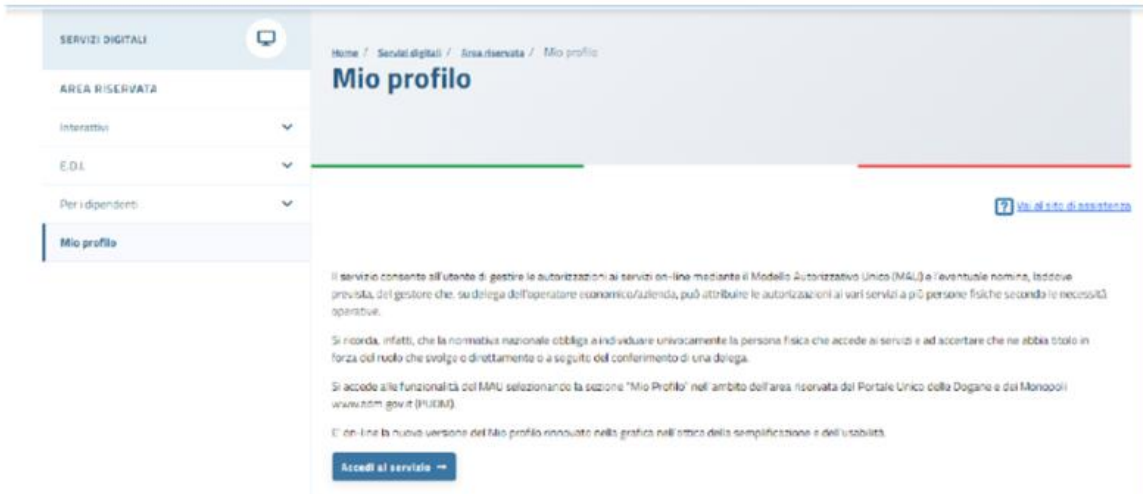 SERVIZI DIGITALI
AREA RISERVATA
Interattivi
E.D.I.
Per i dipendenti
Mio profilo
Home / Servizi digitali / Area riservata / Mio profilo
Mio profilo
Vai al sito di assistenza
Il servizio consente all'utente di gestire le autorizzazioni ai servizi on-line mediante il Modello Autorizzativo Unico (MAU) e l'eventuale nomina, laddove
prevista, del gestore che, su delega dell'operatore economico/azienda, può attribuire le autorizzazioni ai vari servizi a più persone fisiche secondo le necessità
operative.
Si ricorda, infatti, che la normativa nazionale obbliga a individuare univocamente la persona fisica che accede ai servizi e ad accertare che ne abbia titolo in
forza del ruolo che svolge o direttamente o a seguito del conferimento di una delega.
Si accede alle funzionalità del MAU selezionando la sezione "Mio Profilo" nell'ambito dell'area riservata del Portale Unico delle Dogane e dei Monopoli
www.adm.gov.it (PUDM).
E' on-line la nuova versione del Mio profilo rinnovato nella grafica nell'ottica della semplificazione e dell'usabilità.
Accedi al servizio →